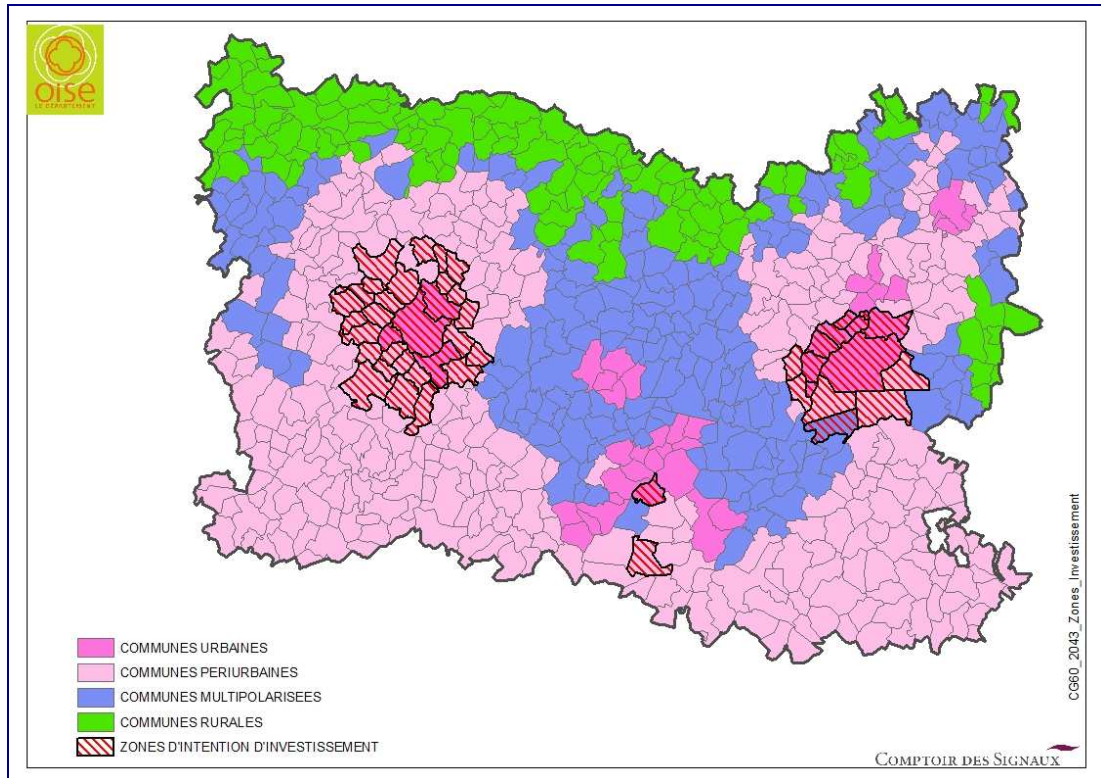 oise
LE DÉPARTEMENT
COMMUNES URBAINES
COMMUNES PERIURBAINES
COMMUNES MULTIPOLARISEES
COMMUNES RURALES
ZONES D'INTENTION D'INVESTISSEMENT
CG60_2043_Zones_Investissement
COMPTOIR DES SIGNAUX